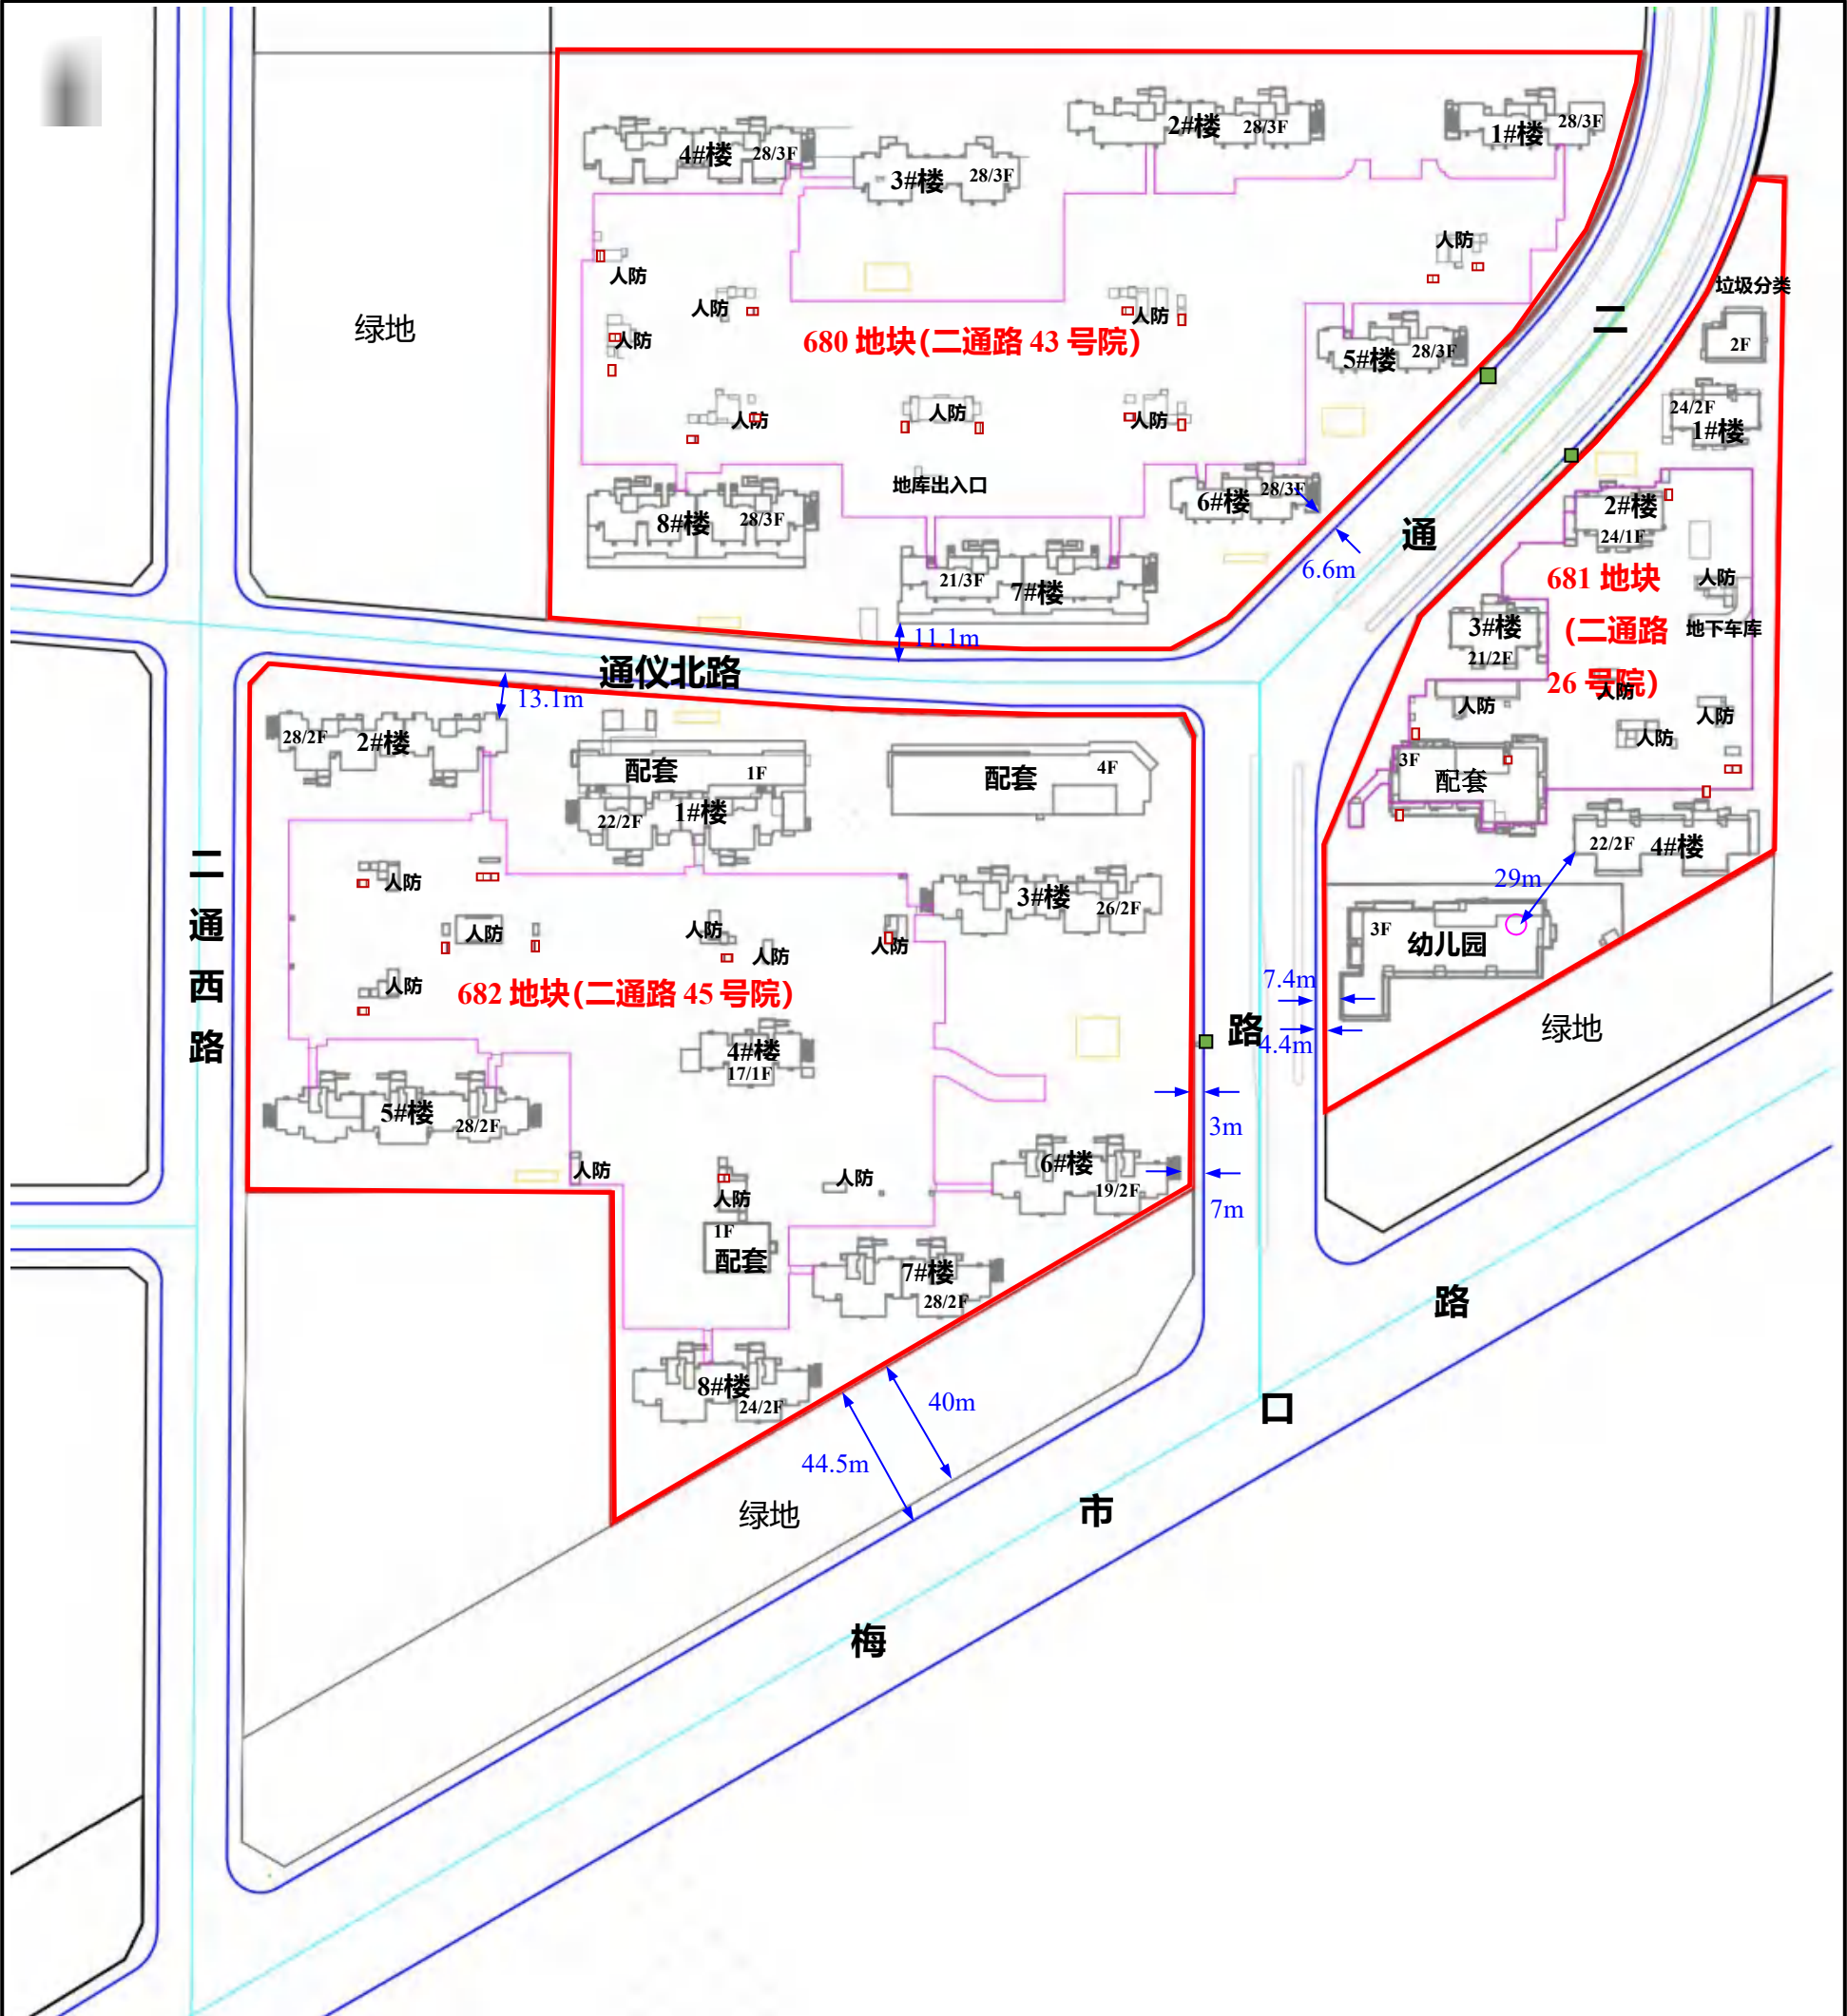 2#楼
28/3F
1#楼
28/3F
4#楼
28/3F
3#楼
28/3F
人防
人防
垃圾分类
2F
绿地
人防
人防
人防
680 地块(二通路 43 号院)
5#楼
28/3F
二
24/2F
1#楼
人防
人防
人防
地库出入口
6#楼
28/3F
8#楼
28/3F
2#楼
24/1F
通
6.6m
21/3F
7#楼
681 地块
(二通路
26 号院)
人防
地下车库
3#楼
21/2F
11.1m
通仪北路
13.1m
人防
人防
人防
人防
28/2F
2#楼
配套
1F
22/2F
1#楼
配套
4F
3F
配套
22/2F
4#楼
29m
二
通
西
路
人防
人防
人防
人防
人防
人防
3#楼
26/2F
3F
幼儿园
682 地块(二通路 45 号院)
7.4m
4.4m
路
绿地
4#楼
17/1F
5#楼
28/2F
3m
7m
人防
人防
人防
6#楼
19/2F
1F
配套
7#楼
28/2F
8#楼
24/2F
40m
44.5m
绿地
路
口
市
梅